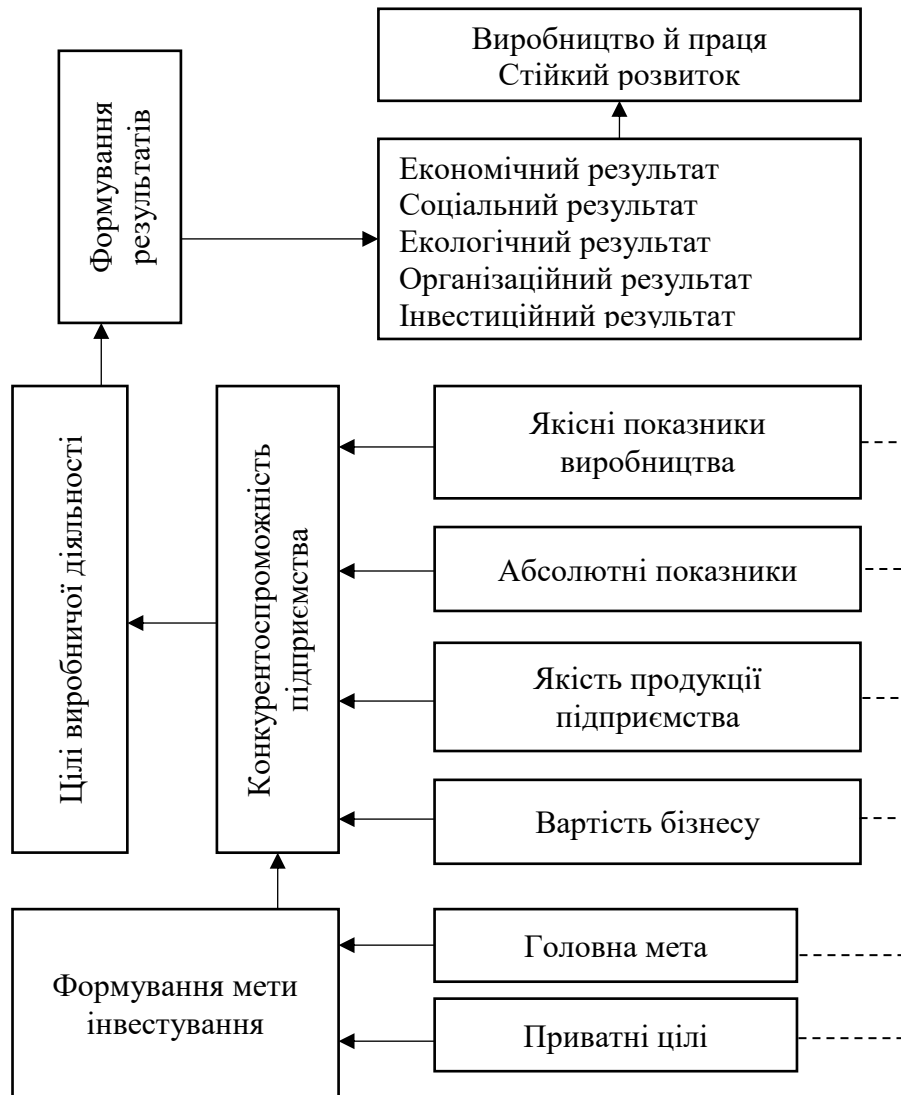 Виробництво й праця
Стійкий розвиток
Формування
результатів
Економічний результат
Соціальний результат
Екологічний результат
Організаційний результат
Інвестиційний результат
Цілі виробничої діяльності
Конкурентоспроможність
підприємства
Якісні показники
виробництва
Абсолютні показники
Якість продукції
підприємства
Вартість бізнесу
Формування мети
інвестування
Головна мета
Приватні цілі